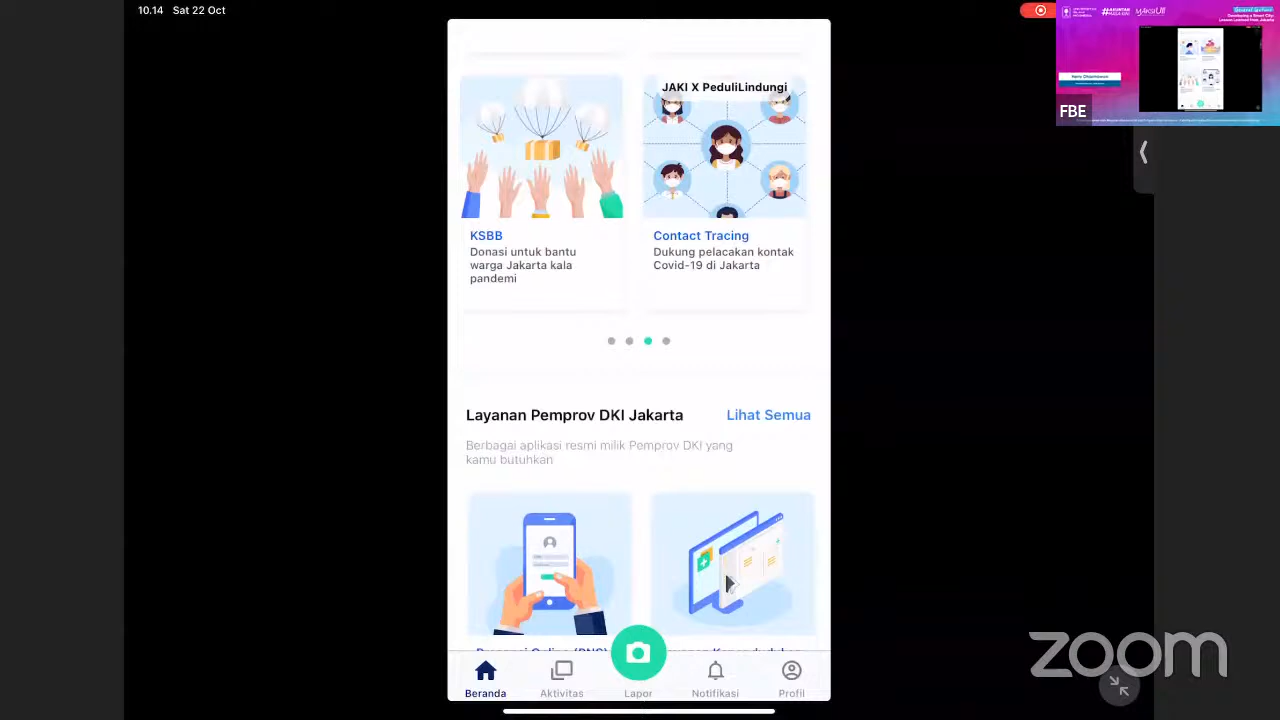 10.14 Sat 22 Oct
JAKI X PeduliLindungi
KSBB
Donasi untuk bantu
warga Jakarta kala
pandemi
Contact Tracing
Dukung pelacakan kontak
Covid-19 di Jakarta
Layanan Pemprov DKI Jakarta
Lihat Semua
Berbagai aplikasi resmi milik Pemprov DKI yang
kamu butuhkan
Beranda
Aktivitas
Lapor
Notifikasi
Profil
FBE
zoom